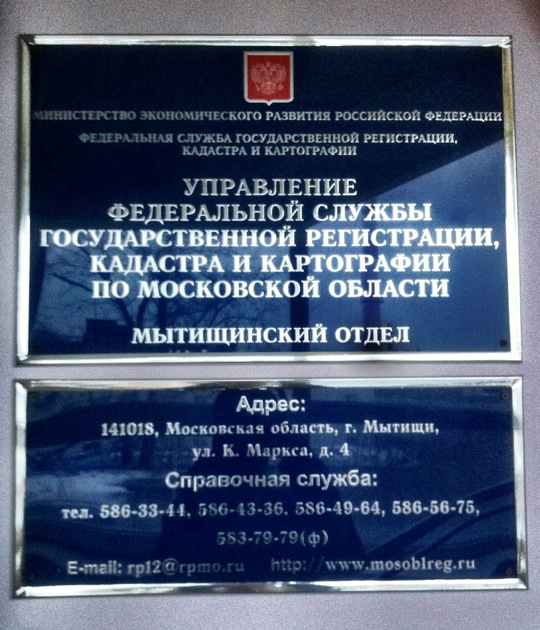 МИНИСТЕРСТВО ЭКОНОМИЧЕСКОГО РАЗВИТИЯ РОССИЙСКОЙ ФЕДЕРАЦИИ
ФЕДЕРАЛЬНАЯ СЛУЖБА ГОСУДАРСТВЕННОЙ РЕГИСТРАЦИИ,
КАДАСТРА И КАРТОГРАФИИ
УПРАВЛЕНИЕ
ФЕДЕРАЛЬНОЙ СЛУЖБЫ
ГОСУДАРСТВЕННОЙ РЕГИСТРАЦИИ,
КАДАСТРА И КАРТОГРАФИИ
ПО МОСКОВСКОЙ ОБЛАСТИ
МЫТИЩИНСКИЙ ОТДЕЛ
Адрес:
141018, Московская область, г. Мытищи,
ул. К. Маркса, д. 4
Справочная служба:
тел. 586-33-44, 586-43-36, 586-49-64, 586-56-75,
583-79-79(ф)
E-mail: rp12@rpmo.ru http://www.mosoblreg.ru